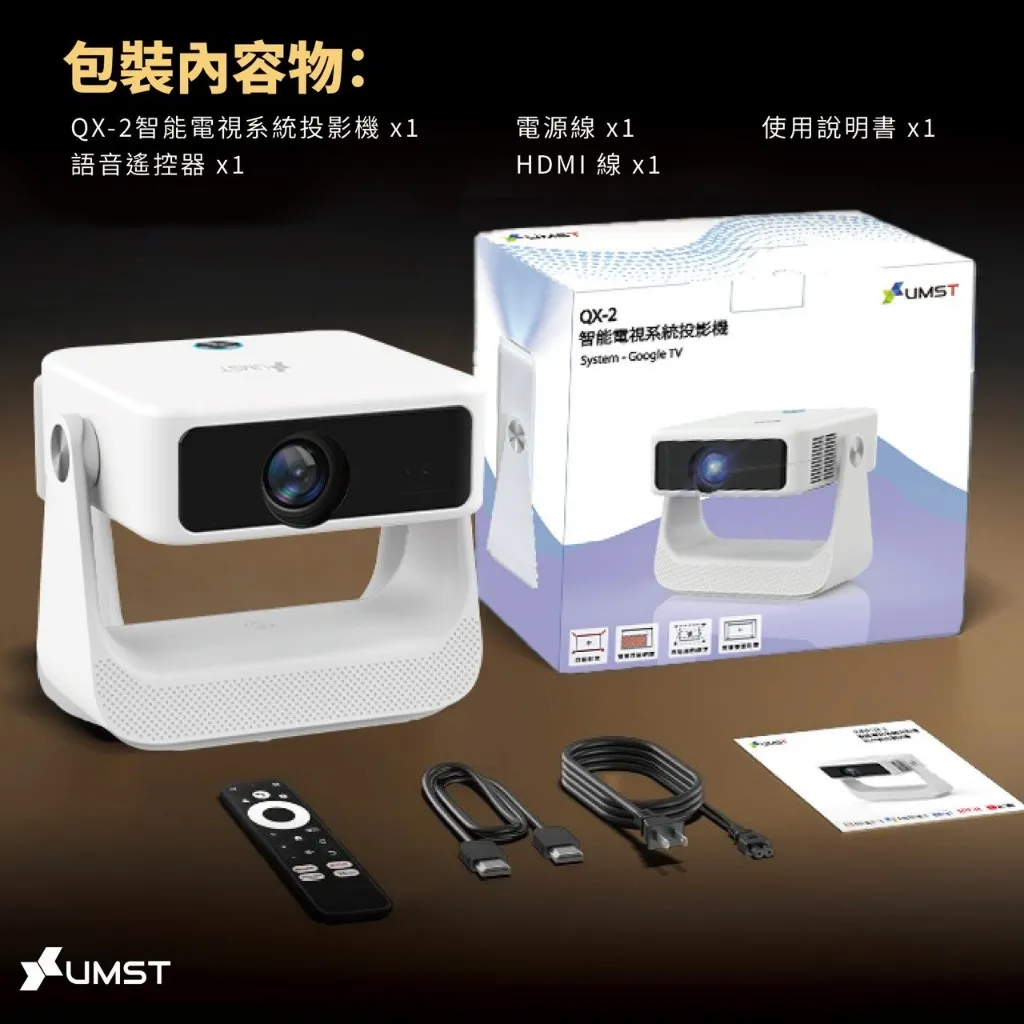 包裝內容物：
QX-2智能電視系統投影機 x1
電源線 x1
使用說明書 x1
語音遙控器 x1
HDMI 線 x1
UMST
UMST
QX-2
智能電視系統投影機
System - Google TV
UMST
UMST
UMST